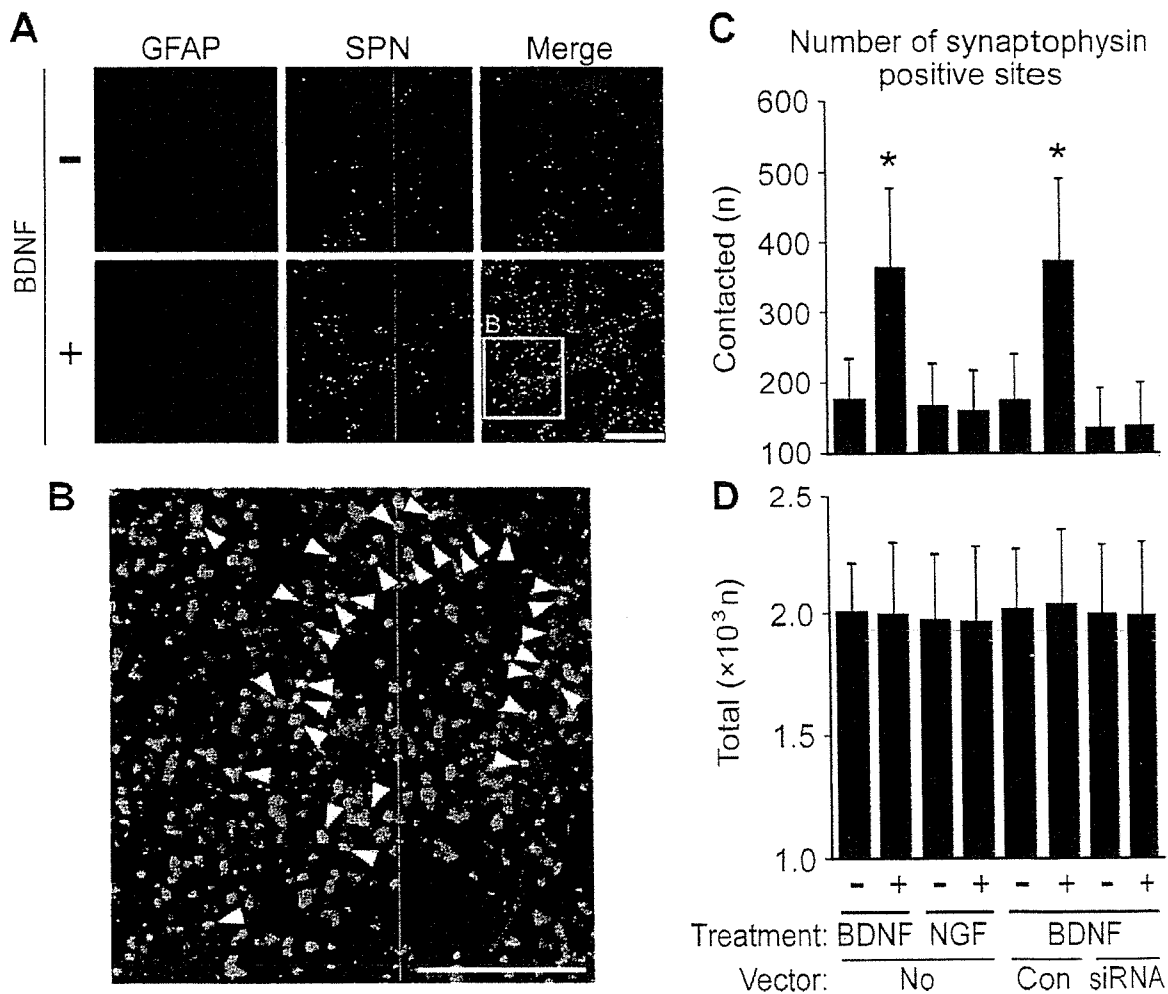 A
GFAP SPN Merge
BDNF
-
+
B
B
C
Number of synaptophysin
positive sites
Contacted (n)
600
500
400
300
200
100
* *
D
Total (×10³n)
2.5
2.0
1.5
1.0
- + - + - + - +
Treatment: BDNF NGF BDNF
Vector: No Con siRNA